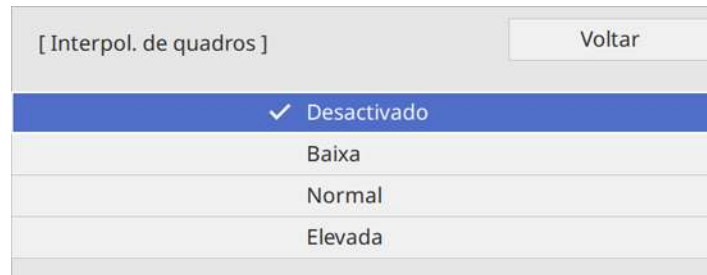 [ Interpol. de quadros ]
Voltar
Desactivado
Baixa
Normal
Elevada